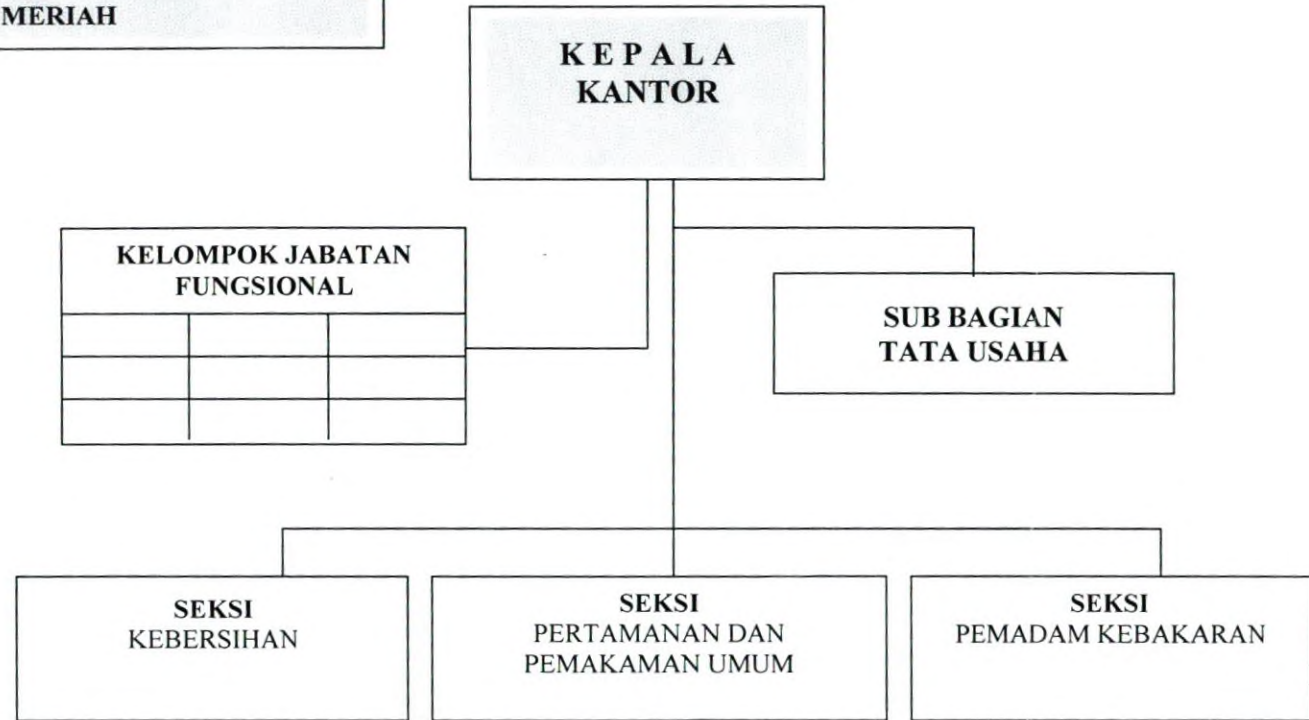 MERIAH
K E P A L A
KANTOR
KELOMPOK JABATAN
FUNGSIONAL
SUB BAGIAN
TATA USAHA
SEKSI
KEBERSIHAN
SEKSI
PERTAMANAN DAN
PEMAKAMAN UMUM
SEKSI
PEMADAM KEBAKARAN